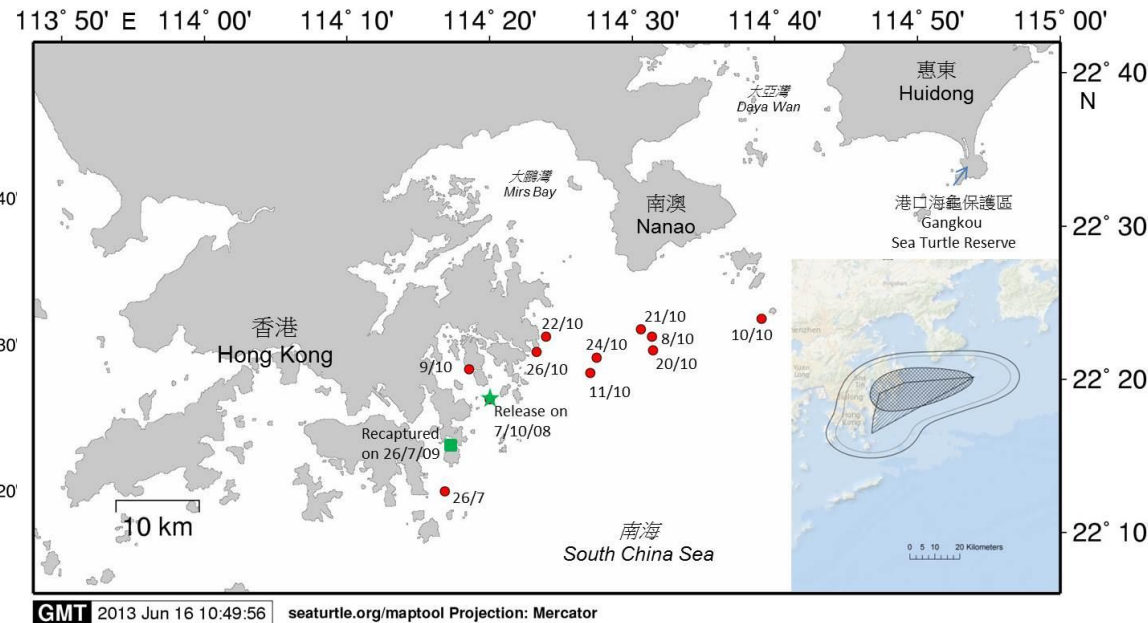 113° 50' E
114° 00'
114° 10'
114° 20'
114° 30'
114° 40'
114° 50'
115° 00'
22° 40'
N
惠東
Huidong
大亞灣
Daya Wan
大鵬灣
Mirs Bay
40'
南澳
Nanao
港口海龜保護區
Gangkou
Sea Turtle Reserve
22° 30'
香港
Hong Kong
30'
22/10
21/10
8/10
10/10
24/10
20/10
9/10
26/10
11/10
22° 20'
Release on
7/10/08
Recaptured
on 26/7/09
20'
26/7
10 km
南海
South China Sea
22° 10'
0 5 10 20 Kilometers
GMT 2013 Jun 16 10:49:56 seaturtle.org/maptool Projection: Mercator